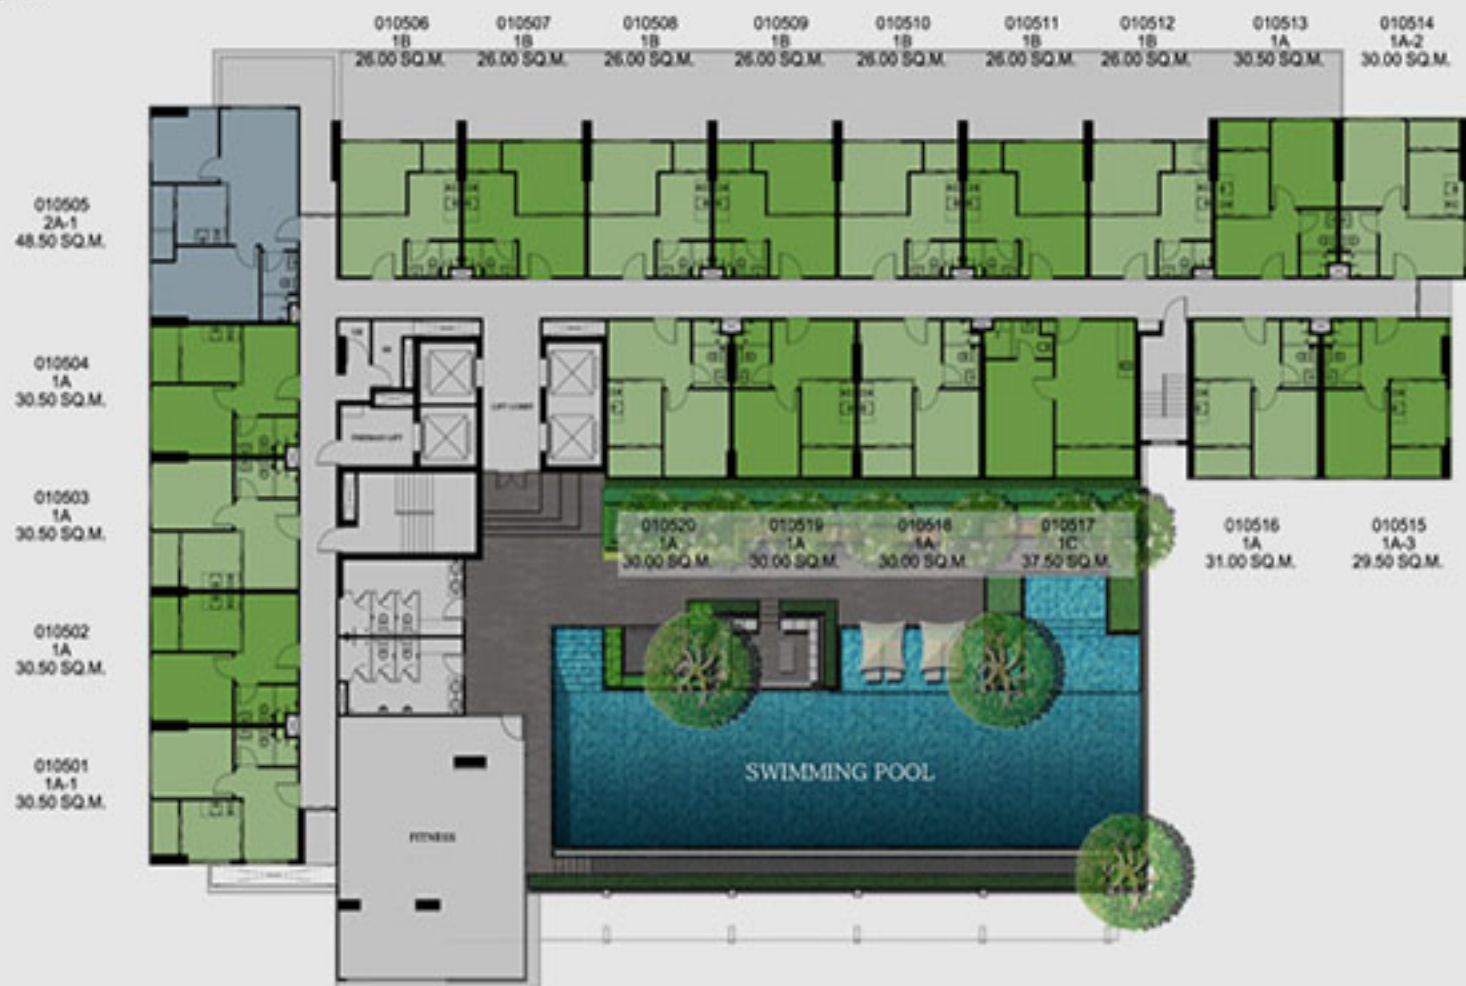 010506
1B
26.00 SQ.M.
010507
1B
26.00 SQ.M.
010508
1B
26.00 SQ.M.
010509
1B
26.00 SQ.M.
010510
1B
26.00 SQ.M.
010511
1B
26.00 SQ.M.
010512
1B
26.00 SQ.M.
010513
1A
30.50 SQ.M.
010514
1A-2
30.00 SQ.M.
010505
2A-1
48.50 SQ.M.
010504
1A
30.50 SQ.M.
010503
1A
30.50 SQ.M.
010502
1A
30.50 SQ.M.
010501
1A-1
30.50 SQ.M.
LIFT LOBBY
FIREMAN LIFT
010520
1A
30.00 SQ.M.
010519
1A
30.00 SQ.M.
010518
1A
30.00 SQ.M.
010517
1C
37.50 SQ.M.
010516
1A
31.00 SQ.M.
010515
1A-3
29.50 SQ.M.
SWIMMING POOL
FITNESS